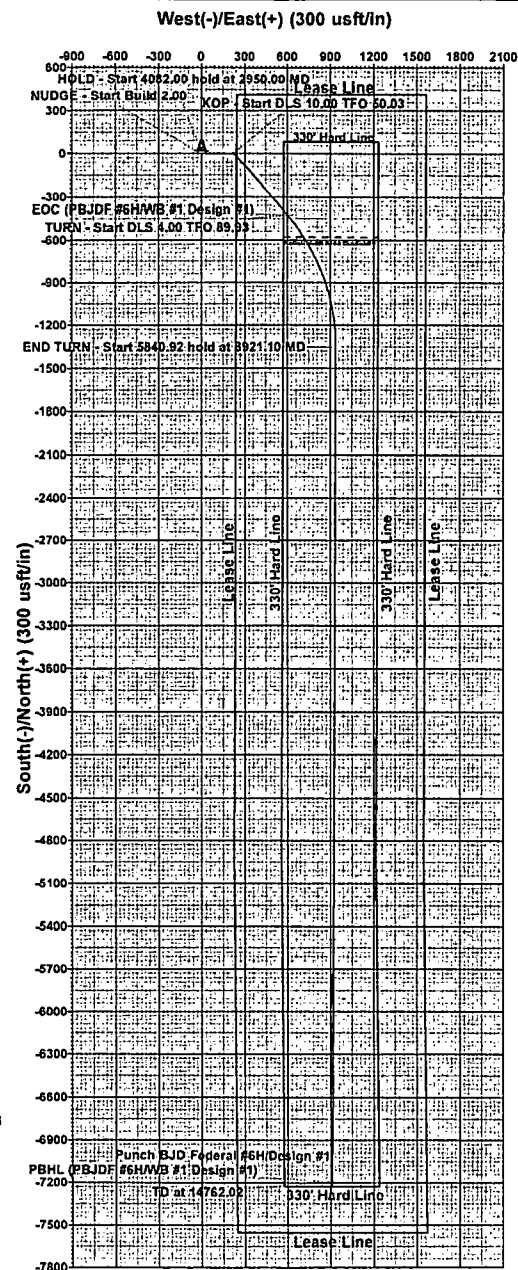 West(-)/East(+) (300 usft/in)
-900 -600 -300 0 300 600 900 1200 1500 1800 2100
600
HOLD - Start 4082.00 hold at 2950.00 MD
Lease Line
NUDGE - Start Build 2.00
KOP - Start DLS 10.00 TFO 50.03
300
330' Hard Line
A
0
-300
EOC (PBJDF #6H/WB #1 Design #1)
TURN - Start DLS 4.00 TFO 89.93
-600
-900
-1200
END TURN - Start 5840.92 hold at 8921.10 MD
-1500
-1800
-2100
-2400
-2700
-3000
-3300
-3600
-3900
-4200
-4500
-4800
-5100
-5400
-5700
-6000
-6300
-6600
-6900
-7200
-7500
-7800
South(-)/North(+) (300 usft/in)
Lease Line
330' Hard Line
330' Hard Line
Lease Line
Punch BJD Federal #6H/Design #1
PBHL (PBJDF #6H/WB #1 Design #1)
TD at 14762.02
330' Hard Line
Lease Line